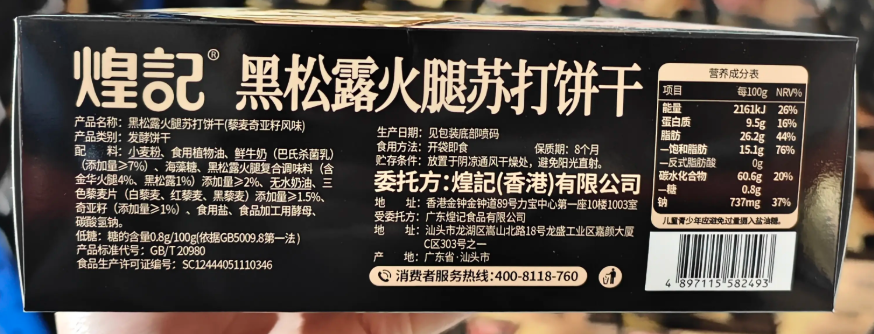 煌記®
黑松露火腿苏打饼干
产品名称：黑松露火腿苏打饼干(藜麦奇亚籽风味)
产品类别：发酵饼干
配 料：小麦粉、食用植物油、鲜牛奶（巴氏杀菌乳）
（添加量≥7%）、海藻糖、黑松露火腿复合调味料（含
金华火腿4%、黑松露1%）添加量≥2%、无水奶油、三
色藜麦片（白藜麦、红藜麦、黑藜麦）添加量≥1.5%、
奇亚籽（添加量≥1%）、食用盐、食品加工用酵母、
碳酸氢钠。
低糖：糖的含量0.8g/100g(依据GB5009.8第一法）
产品标准代号：GB/T 20980
食品生产许可证编号：SC12444051110346
生产日期：见包装底部喷码
食用方法：开袋即食 保质期：8个月
贮存条件：放置于阴凉通风干燥处，避免阳光直射。
委托方：煌記(香港)有限公司
地 址：香港金钟金钟道89号力宝中心第一座10楼1003室
受委托方：广东煌记食品有限公司
地 址：汕头市龙湖区嵩山北路18号龙盛工业区嘉颜大厦
C区303号之一
产 地：广东省·汕头市
消费者服务热线：400-8118-760
营养成分表
项目 每100g NRV%
能量 2161kJ 26%
蛋白质 9.5g 16%
脂肪 26.2g 44%
—饱和脂肪 15.1g 76%
—反式脂肪酸 0g
碳水化合物 60.6g 20%
—糖 0.8g
钠 737mg 37%
儿童青少年应避免过量摄入盐油糖。
4 897115 582493